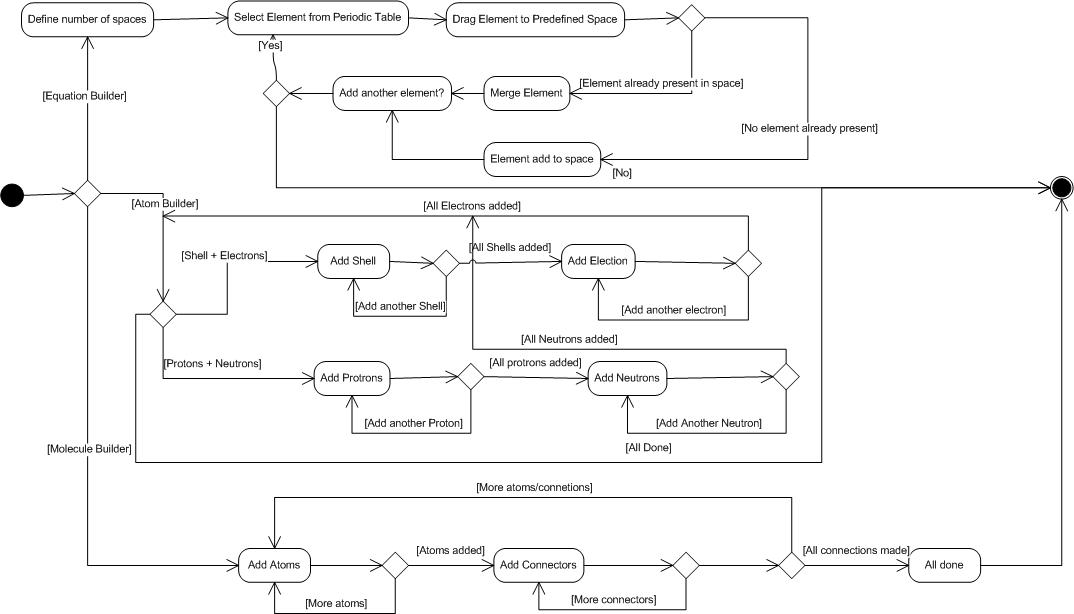 Define number of spaces
Select Element from Periodic Table
Drag Element to Predefined Space
[Yes]
[Equation Builder]
Add another element?
Merge Element
[Element already present in space]
[No element already present]
Element add to space
[No]
[Atom Builder]
[All Electrons added]
[Shell + Electrons]
Add Shell
[All Shells added]
Add Election
[Add another Shell]
[Add another electron]
[All Neutrons added]
[Protons + Neutrons]
Add Protrons
[All protrons added]
Add Neutrons
[Add another Proton]
[Add Another Neutron]
[Molecule Builder]
[All Done]
[More atoms/connetions]
Add Atoms
[Atoms added]
Add Connectors
[All connections made]
All done
[More atoms]
[More connectors]